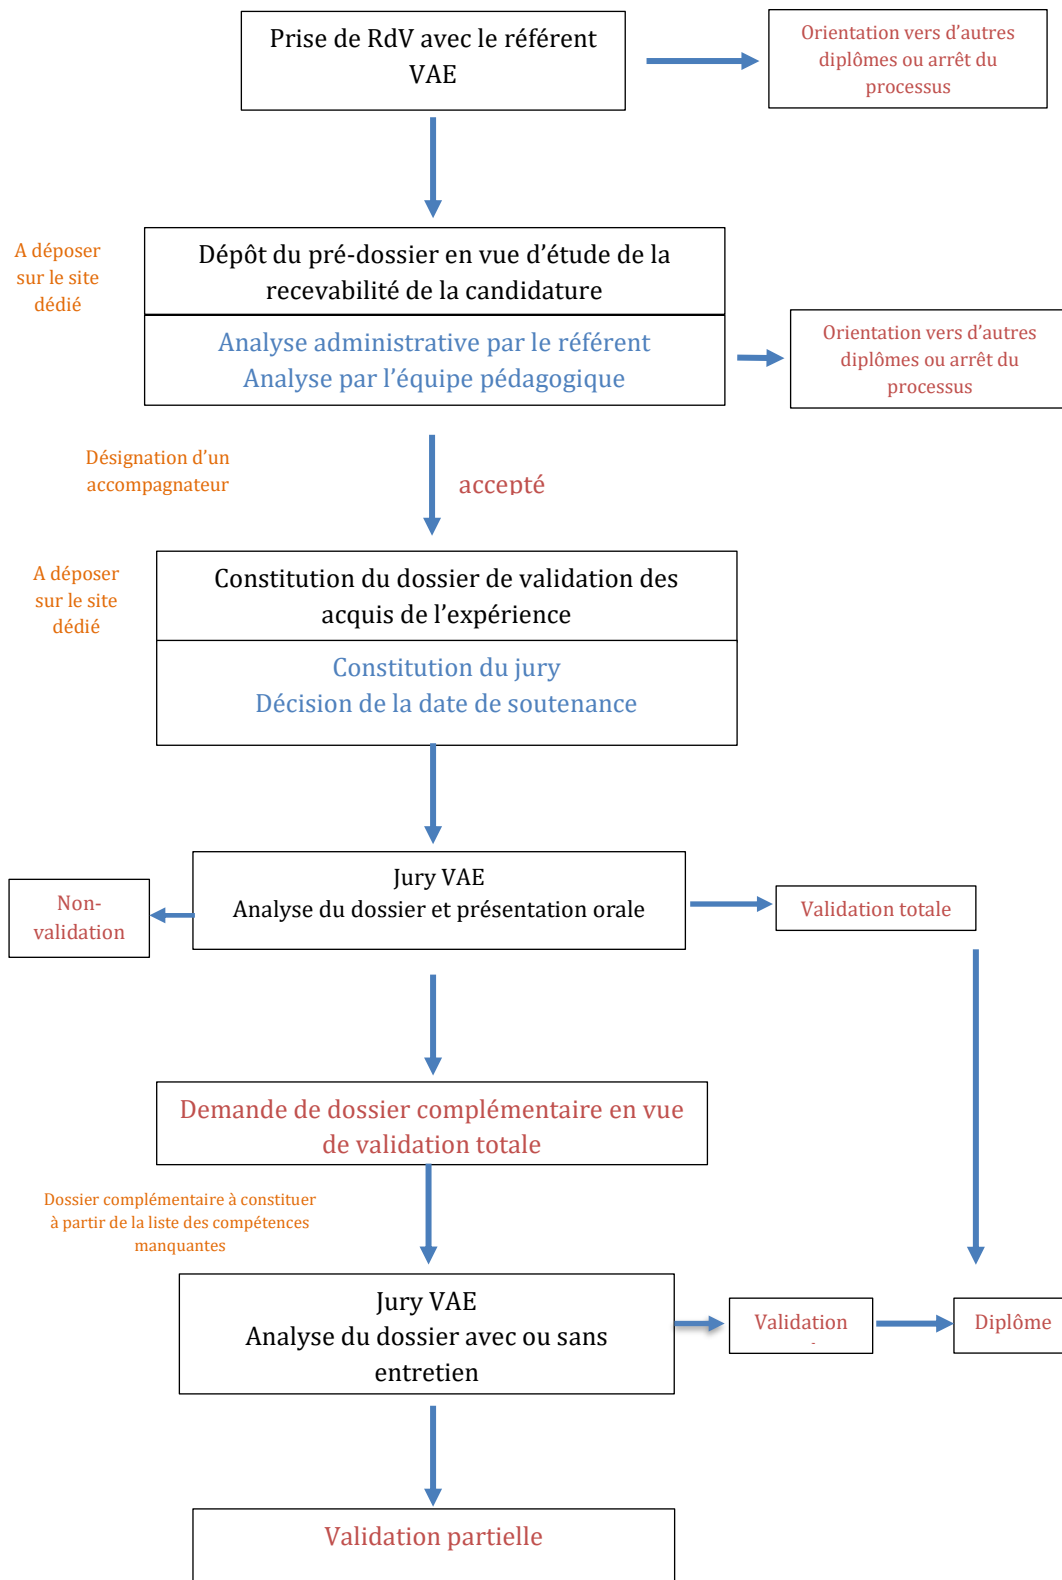 Prise de RdV avec le référent
VAE
Orientation vers d’autres
diplômes ou arrêt du
processus
A déposer
sur le site
dédié
Dépôt du pré-dossier en vue d’étude de la
recevabilité de la candidature
Analyse administrative par le référent
Analyse par l’équipe pédagogique
Orientation vers d’autres
diplômes ou arrêt du
processus
Désignation d’un
accompagnateur
accepté
A déposer
sur le site
dédié
Constitution du dossier de validation des
acquis de l’expérience
Constitution du jury
Décision de la date de soutenance
Non-
validation
Jury VAE
Analyse du dossier et présentation orale
Validation totale
Demande de dossier complémentaire en vue
de validation totale
Dossier complémentaire à constituer
à partir de la liste des compétences
manquantes
Jury VAE
Analyse du dossier avec ou sans
entretien
Validation
Diplôme
Validation partielle